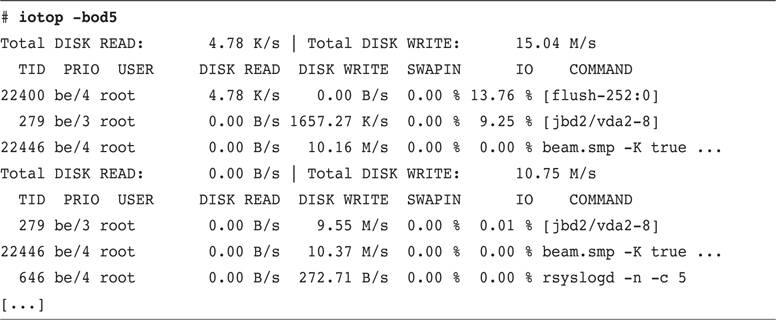 # iotop -bod5
Total DISK READ:       4.78 K/s | Total DISK WRITE:      15.04 M/s
  TID  PRIO  USER     DISK READ  DISK WRITE  SWAPIN      IO    COMMAND
22400 be/4 root        4.78 K/s    0.00 B/s  0.00 % 13.76 % [flush-252:0]
  279 be/3 root        0.00 B/s 1657.27 K/s  0.00 %  9.25 % [jbd2/vda2-8]
22446 be/4 root        0.00 B/s   10.16 M/s  0.00 %  0.00 % beam.smp -K true ...
Total DISK READ:       0.00 B/s | Total DISK WRITE:      10.75 M/s
  TID  PRIO  USER     DISK READ  DISK WRITE  SWAPIN      IO    COMMAND
  279 be/3 root        0.00 B/s    9.55 M/s  0.00 %  0.01 % [jbd2/vda2-8]
22446 be/4 root        0.00 B/s   10.37 M/s  0.00 %  0.00 % beam.smp -K true ...
  646 be/4 root        0.00 B/s  272.71 B/s  0.00 %  0.00 % rsyslogd -n -c 5
[...]